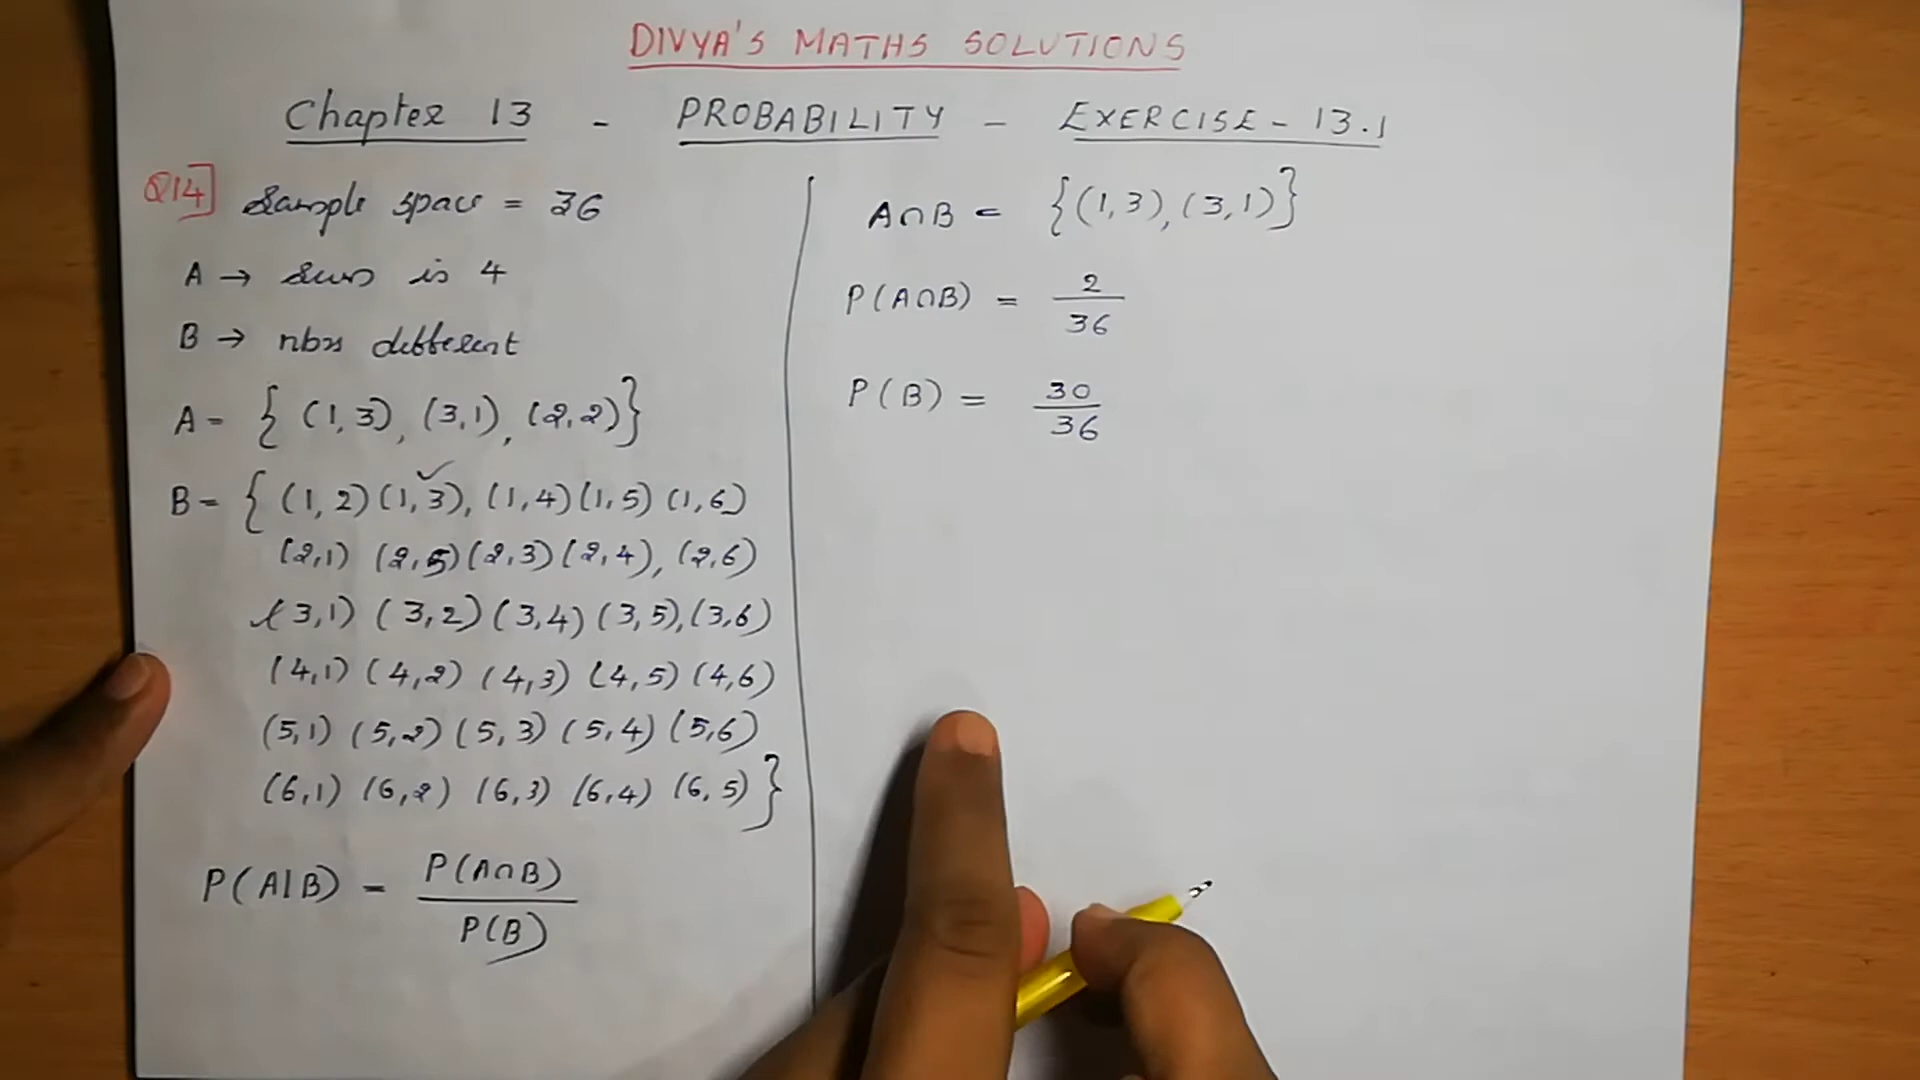 DIVYA'S MATHS SOLUTIONS
Chapter 13 - PROBABILITY - EXERCISE - 13.1
Q14] Sample space = 36
A → sum is 4
B → nbrs different
A = { (1,3), (3,1), (2,2)}
B = { (1,2) (1,3), (1,4) (1,5) (1,6)
(2,1) (2,5) (2,3) (2,4), (2,6)
(3,1) (3,2) (3,4) (3,5), (3,6)
(4,1) (4,2) (4,3) (4,5) (4,6)
(5,1) (5,2) (5,3) (5,4) (5,6)
(6,1) (6,2) (6,3) (6,4) (6,5) }
P(A|B) = P(A∩B) / P(B)
A∩B = {(1,3), (3,1)}
P(A∩B) = 2/36
P(B) = 30/36